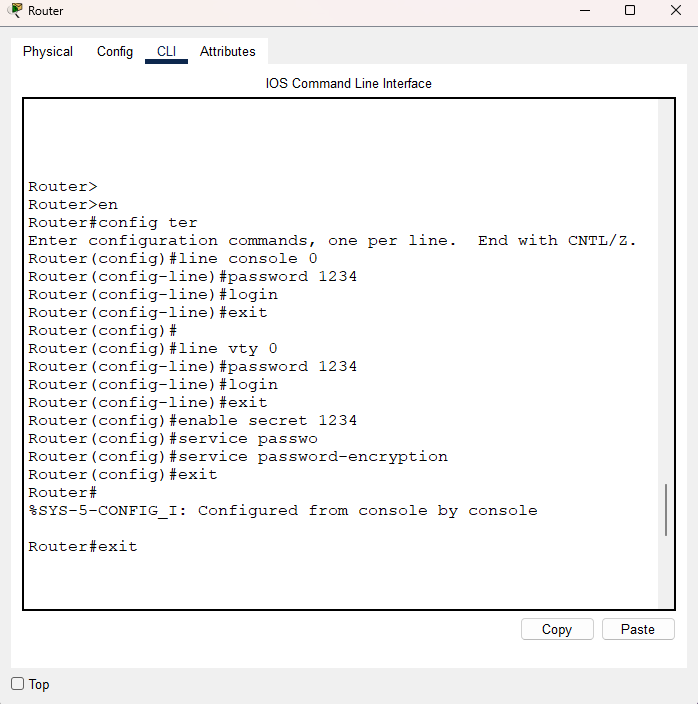 Router
Physical Config CLI Attributes
IOS Command Line Interface
Router>
Router>en
Router#config ter
Enter configuration commands, one per line.  End with CNTL/Z.
Router(config)#line console 0
Router(config-line)#password 1234
Router(config-line)#login
Router(config-line)#exit
Router(config)#
Router(config)#line vty 0
Router(config-line)#password 1234
Router(config-line)#login
Router(config-line)#exit
Router(config)#enable secret 1234
Router(config)#service passwo
Router(config)#service password-encryption
Router(config)#exit
Router#
%SYS-5-CONFIG_I: Configured from console by console
Router#exit
Copy Paste
Top